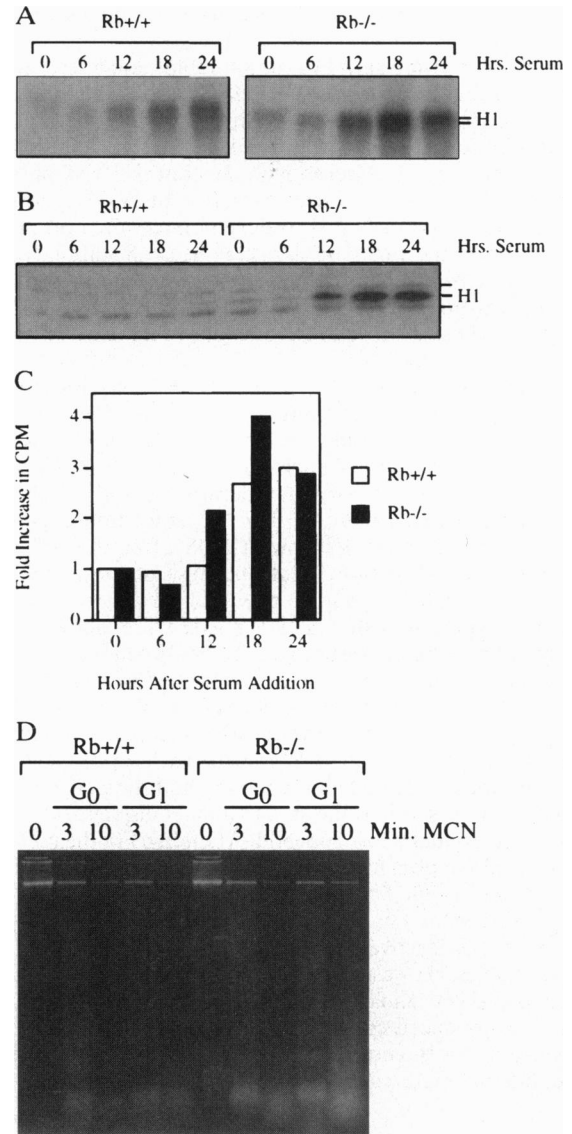 A
Rb+/+ Rb-/-
0 6 12 18 24 0 6 12 18 24 Hrs. Serum
H1
B
Rb+/+ Rb-/-
0 6 12 18 24 0 6 12 18 24 Hrs. Serum
H1
C
Fold Increase in CPM
4
3
2
1
0
Rb+/+
Rb-/-
0 6 12 18 24
Hours After Serum Addition
D
Rb+/+ Rb-/-
G0 G1 G0 G1
0 3 10 3 10 0 3 10 3 10 Min. MCN